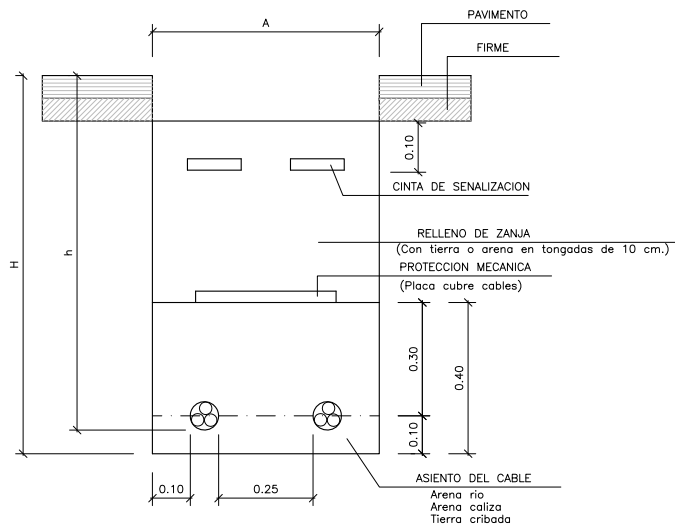 PAVIMENTO
A
FIRME
0.10
CINTA DE SENALIZACION
RELLENO DE ZANJA
(Con tierra o arena en tongadas de 10 cm.)
PROTECCION MECANICA
(Placa cubre cables)
H
h
0.30
0.40
0.10
0.10
0.25
ASIENTO DEL CABLE
Arena rio
Arena caliza
Tierra cribada